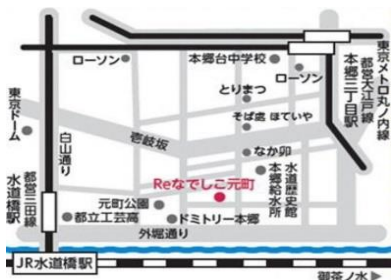 ローソン
本郷台中学校
ローソン
とりまつ
そば處 ほていや
なか卯
本郷三丁目駅
都営大江戸線
東京メトロ丸ノ内線
東京ドーム
白山通り
壱岐坂
水道橋駅
都営三田線
Reなでしこ元町
水道歴史館
本郷給水所
元町公園
都立工芸高
ドミトリー本郷
外堀通り
JR水道橋駅
御茶ノ水